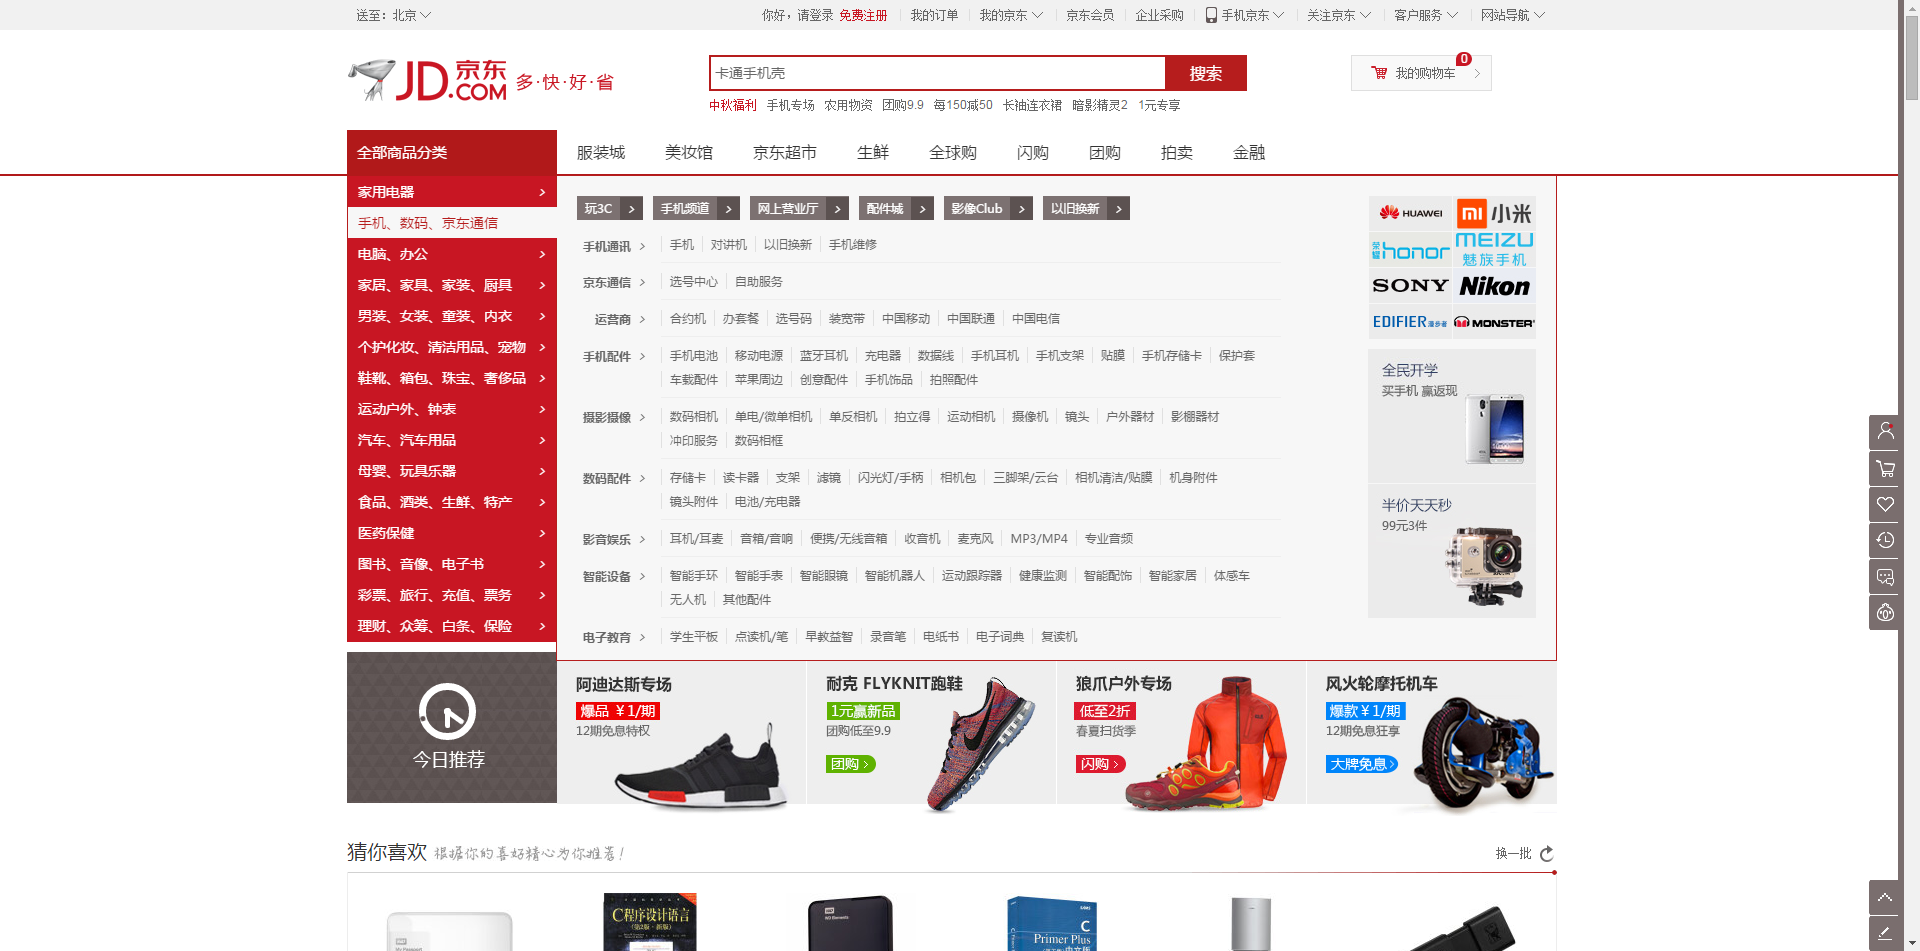 送至：北京
你好，请登录 免费注册 我的订单 我的京东 京东会员 企业采购 手机京东 关注京东 客户服务 网站导航
JD.COM 京东 多·快·好·省
卡通手机壳 搜索
0
我的购物车
中秋福利 手机专场 农用物资 团购9.9 每150减50 长袖连衣裙 暗影精灵2 1元专享
全部商品分类 服装城 美妆馆 京东超市 生鲜 全球购 闪购 团购 拍卖 金融
家用电器
手机、数码、京东通信
电脑、办公
家居、家具、家装、厨具
男装、女装、童装、内衣
个护化妆、清洁用品、宠物
鞋靴、箱包、珠宝、奢侈品
运动户外、钟表
汽车、汽车用品
母婴、玩具乐器
食品、酒类、生鲜、特产
医药保健
图书、音像、电子书
彩票、旅行、充值、票务
理财、众筹、白条、保险
玩3C 手机频道 网上营业厅 配件城 影像Club 以旧换新
手机通讯 手机 对讲机 以旧换新 手机维修
京东通信 选号中心 自助服务
运营商 合约机 办套餐 选号码 装宽带 中国移动 中国联通 中国电信
手机配件 手机电池 移动电源 蓝牙耳机 充电器 数据线 手机耳机 手机支架 贴膜 手机存储卡 保护套
车载配件 苹果周边 创意配件 手机饰品 拍照配件
摄影摄像 数码相机 单电/微单相机 单反相机 拍立得 运动相机 摄像机 镜头 户外器材 影棚器材
冲印服务 数码相框
数码配件 存储卡 读卡器 支架 滤镜 闪光灯/手柄 相机包 三脚架/云台 相机清洁/贴膜 机身附件
镜头附件 电池/充电器
影音娱乐 耳机/耳麦 音箱/音响 便携/无线音箱 收音机 麦克风 MP3/MP4 专业音频
智能设备 智能手环 智能手表 智能眼镜 智能机器人 运动跟踪器 健康监测 智能配饰 智能家居 体感车
无人机 其他配件
电子教育 学生平板 点读机/笔 早教益智 录音笔 电纸书 电子词典 复读机
HUAWEI mi 小米
荣耀 honor MEIZU
魅族手机
SONY Nikon
EDIFIER 漫步者 MONSTER
全民开学
买手机 赢返现
半价天天秒
99元3件
今日推荐
阿迪达斯专场
爆品 ￥1/期
12期免息特权
耐克 FLYKNIT跑鞋
1元赢新品
团购低至9.9
团购
狼爪户外专场
低至2折
春夏扫货季
闪购
风火轮摩托机车
爆款￥1/期
12期免息狂享
大牌免息
猜你喜欢 根据你的喜好精心为你推荐！ 换一批
C程序设计语言
（第2版·新版）
WD Elements
C
Primer Plus